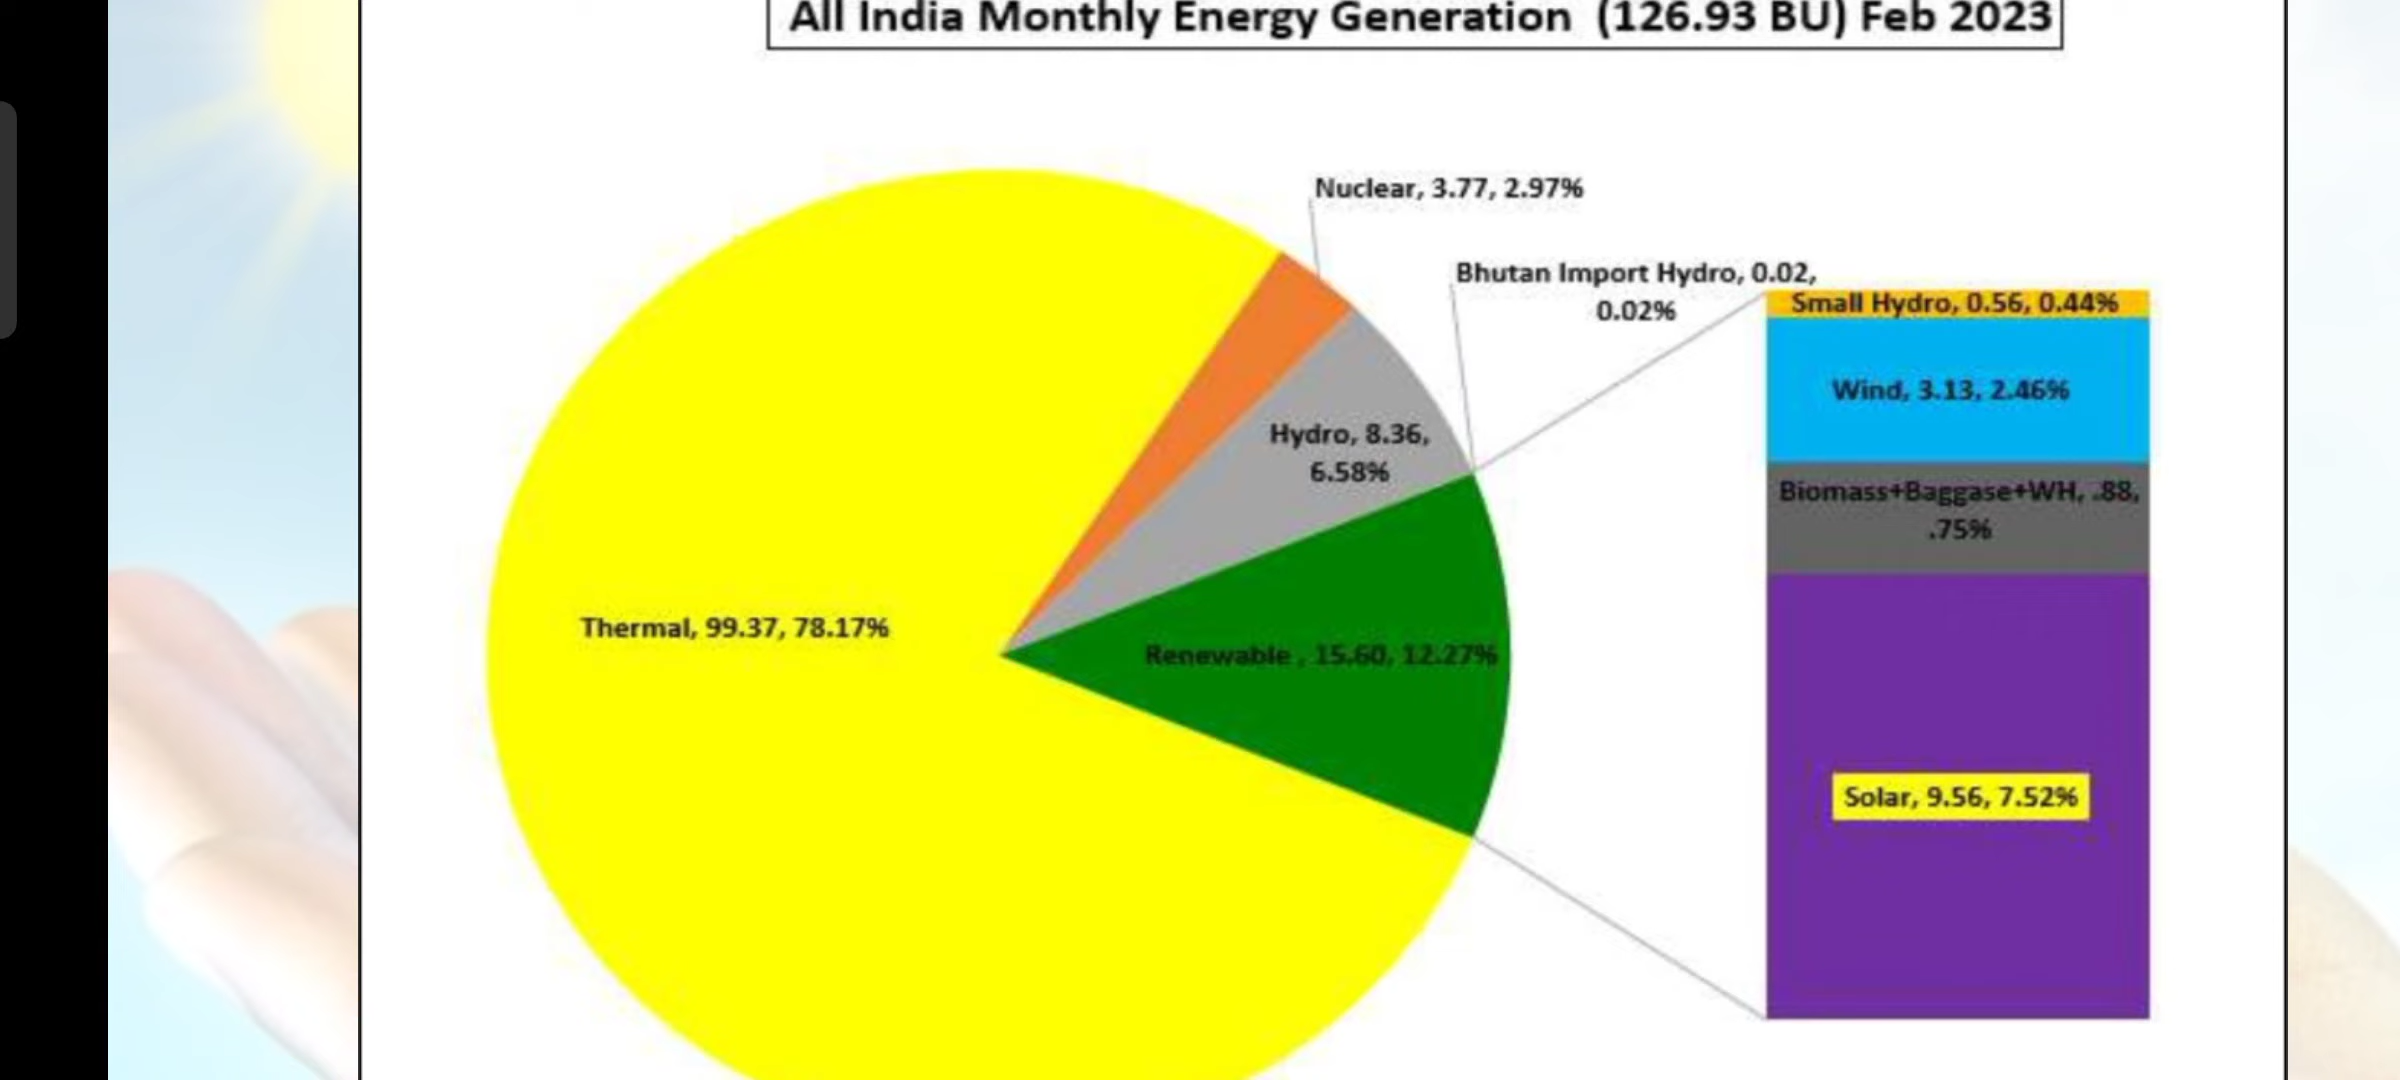 All India Monthly Energy Generation (126.93 BU) Feb 2023
Nuclear, 3.77, 2.97%
Bhutan Import Hydro, 0.02,
0.02%
Small Hydro, 0.56, 0.44%
Wind, 3.13, 2.46%
Hydro, 8.36,
6.58%
Biomass+Baggase+WH, .88,
.75%
Thermal, 99.37, 78.17%
Renewable , 15.60, 12.27%
Solar, 9.56, 7.52%